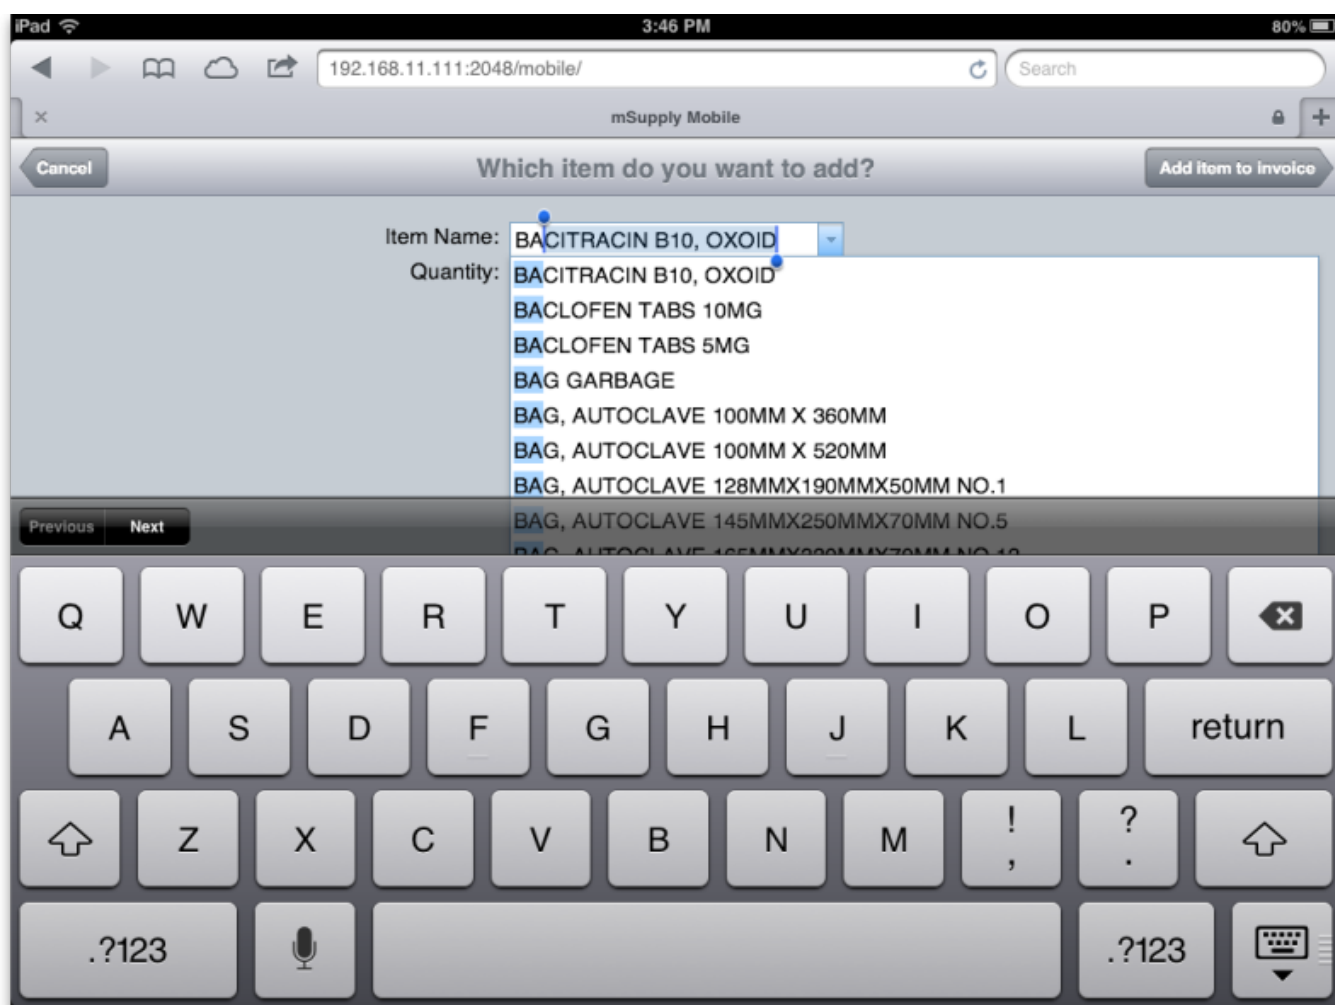 iPad 3:46 PM 80%
192.168.11.111:2048/mobile/ Search
mSupply Mobile
Cancel Which item do you want to add? Add item to invoice
Item Name: BACITRACIN B10, OXOID
Quantity: BACITRACIN B10, OXOID
BACLOFEN TABS 10MG
BACLOFEN TABS 5MG
BAG GARBAGE
BAG, AUTOCLAVE 100MM X 360MM
BAG, AUTOCLAVE 100MM X 520MM
BAG, AUTOCLAVE 128MMX190MMX50MM NO.1
Previous Next BAG, AUTOCLAVE 145MMX250MMX70MM NO.5
BAG, AUTOCLAVE
Q W E R T Y U I O P
A S D F G H J K L return
Z X C V B N M ! , ? .
.?123 .?123